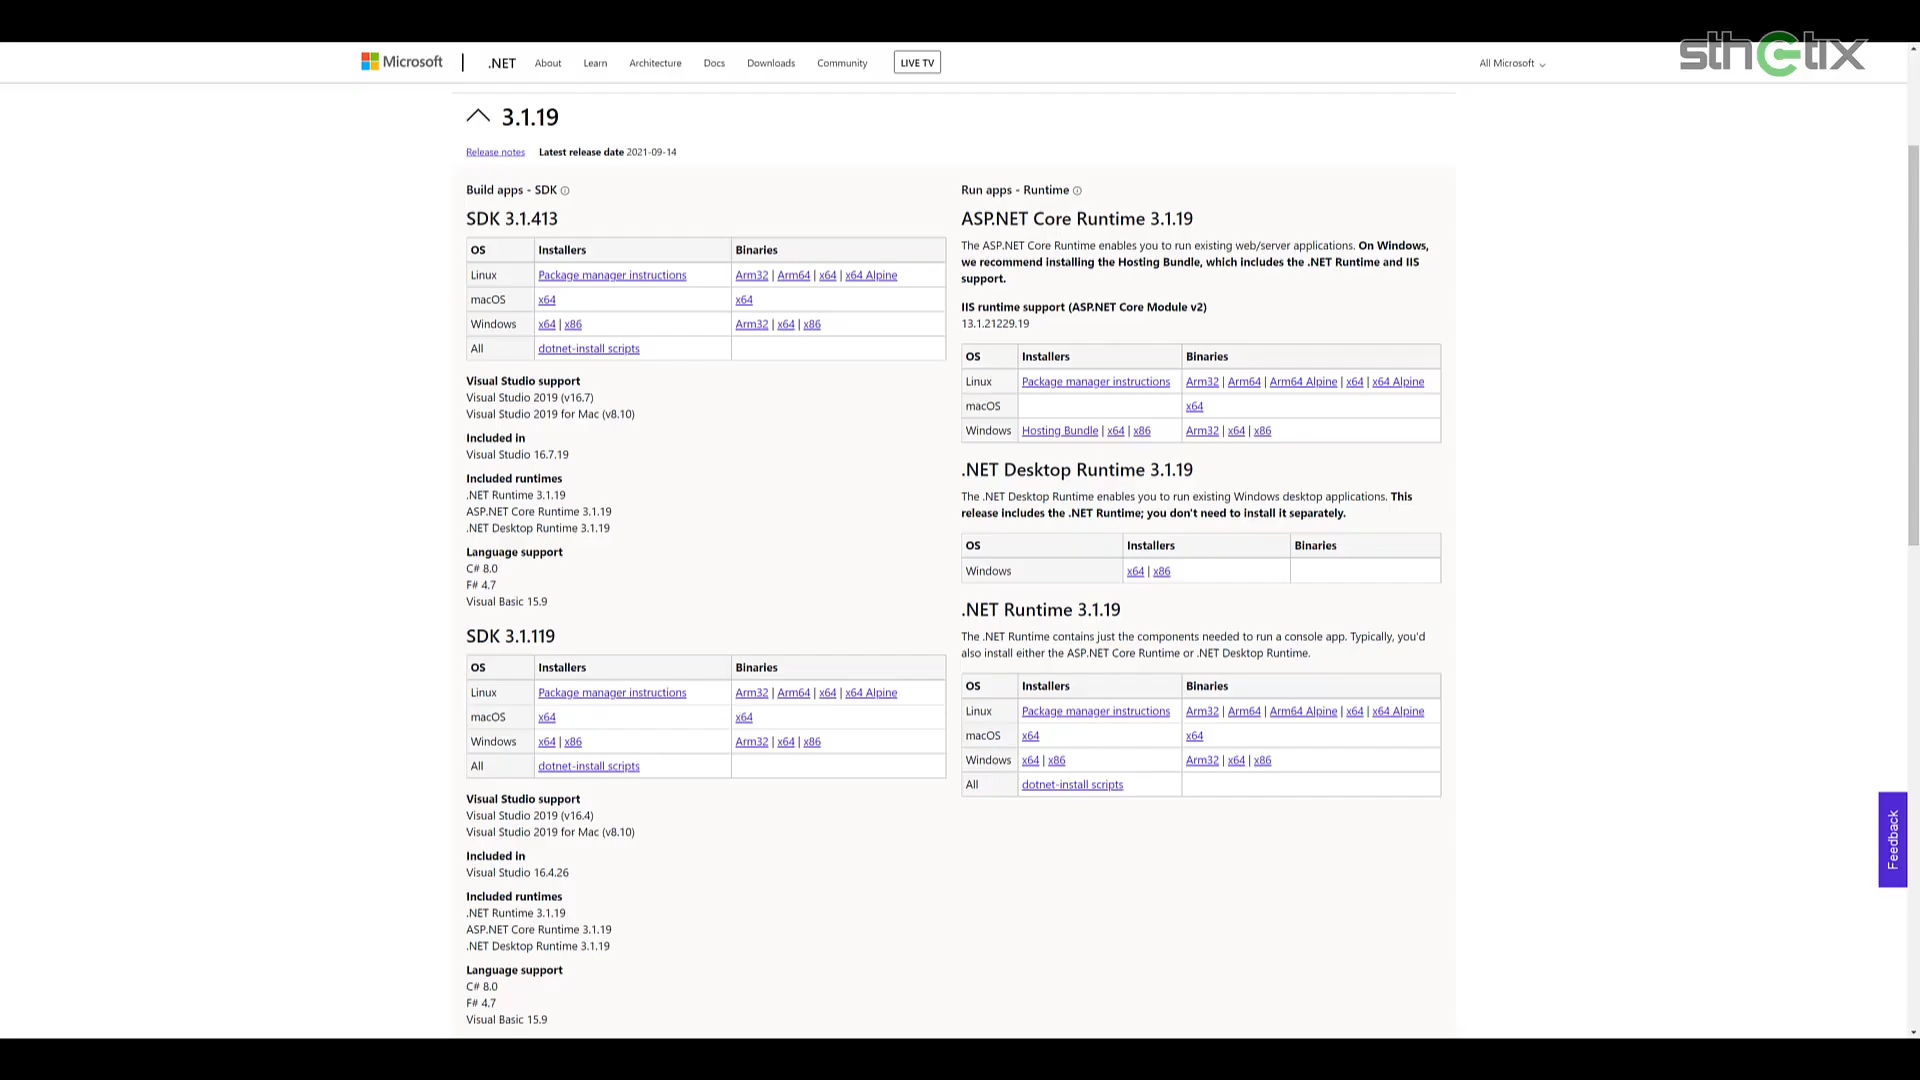 Microsoft | .NET About Learn Architecture Docs Downloads Community LIVE TV All Microsoft
sthetix
3.1.19
Release notes Latest release date 2021-09-14
Build apps - SDK
SDK 3.1.413
OS Installers Binaries
Linux Package manager instructions Arm32 | Arm64 | x64 | x64 Alpine
macOS x64 x64
Windows x64 | x86 Arm32 | x64 | x86
All dotnet-install scripts
Visual Studio support
Visual Studio 2019 (v16.7)
Visual Studio 2019 for Mac (v8.10)
Included in
Visual Studio 16.7.19
Included runtimes
.NET Runtime 3.1.19
ASP.NET Core Runtime 3.1.19
.NET Desktop Runtime 3.1.19
Language support
C# 8.0
F# 4.7
Visual Basic 15.9
SDK 3.1.119
OS Installers Binaries
Linux Package manager instructions Arm32 | Arm64 | x64 | x64 Alpine
macOS x64 x64
Windows x64 | x86 Arm32 | x64 | x86
All dotnet-install scripts
Visual Studio support
Visual Studio 2019 (v16.4)
Visual Studio 2019 for Mac (v8.10)
Included in
Visual Studio 16.4.26
Included runtimes
.NET Runtime 3.1.19
ASP.NET Core Runtime 3.1.19
.NET Desktop Runtime 3.1.19
Language support
C# 8.0
F# 4.7
Visual Basic 15.9
Run apps - Runtime
ASP.NET Core Runtime 3.1.19
The ASP.NET Core Runtime enables you to run existing web/server applications. On Windows,
we recommend installing the Hosting Bundle, which includes the .NET Runtime and IIS
support.
IIS runtime support (ASP.NET Core Module v2)
13.1.21229.19
OS Installers Binaries
Linux Package manager instructions Arm32 | Arm64 | Arm64 Alpine | x64 | x64 Alpine
macOS x64
Windows Hosting Bundle | x64 | x86 Arm32 | x64 | x86
.NET Desktop Runtime 3.1.19
The .NET Desktop Runtime enables you to run existing Windows desktop applications. This
release includes the .NET Runtime; you don't need to install it separately.
OS Installers Binaries
Windows x64 | x86
.NET Runtime 3.1.19
The .NET Runtime contains just the components needed to run a console app. Typically, you'd
also install either the ASP.NET Core Runtime or .NET Desktop Runtime.
OS Installers Binaries
Linux Package manager instructions Arm32 | Arm64 | Arm64 Alpine | x64 | x64 Alpine
macOS x64 x64
Windows x64 | x86 Arm32 | x64 | x86
All dotnet-install scripts
Feedback